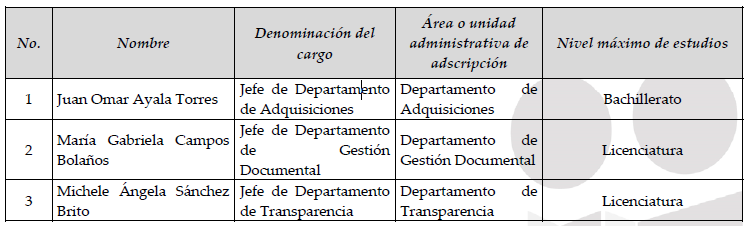 No.
Nombre
Denominación del
cargo
Área o unidad
administrativa de
adscripción
Nivel máximo de estudios
1
Juan Omar Ayala Torres
Jefe de Departamento
de Adquisiciones
Departamento de
Adquisiciones
Bachillerato
2
María Gabriela Campos
Bolaños
Jefe de Departamento
de Gestión
Documental
Departamento de
Gestión Documental
Licenciatura
3
Michele Ángela Sánchez
Brito
Jefe de Departamento
de Transparencia
Departamento de
Transparencia
Licenciatura